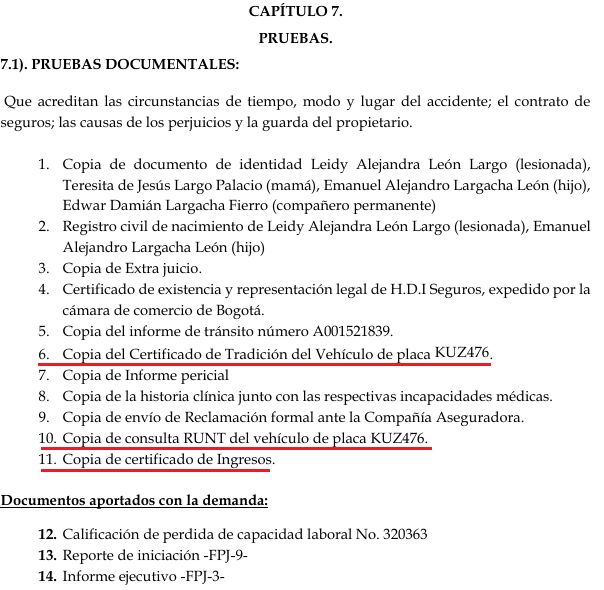 CAPÍTULO 7.
PRUEBAS.
7.1). PRUEBAS DOCUMENTALES:
Que acreditan las circunstancias de tiempo, modo y lugar del accidente; el contrato de
seguros; las causas de los perjuicios y la guarda del propietario.
1. Copia de documento de identidad Leidy Alejandra León Largo (lesionada),
Teresita de Jesús Largo Palacio (mamá), Emanuel Alejandro Largacha León (hijo),
Edwar Damián Largacha Fierro (compañero permanente)
2. Registro civil de nacimiento de Leidy Alejandra León Largo (lesionada), Emanuel
Alejandro Largacha León (hijo)
3. Copia de Extra juicio.
4. Certificado de existencia y representación legal de H.D.I Seguros, expedido por la
cámara de comercio de Bogotá.
5. Copia del informe de tránsito número A001521839.
6. Copia del Certificado de Tradición del Vehículo de placa KUZ476.
7. Copia de Informe pericial
8. Copia de la historia clínica junto con las respectivas incapacidades médicas.
9. Copia de envío de Reclamación formal ante la Compañía Aseguradora.
10. Copia de consulta RUNT del vehículo de placa KUZ476.
11. Copia de certificado de Ingresos.
Documentos aportados con la demanda:
12. Calificación de perdida de capacidad laboral No. 320363
13. Reporte de iniciación -FPJ-9-
14. Informe ejecutivo -FPJ-3-